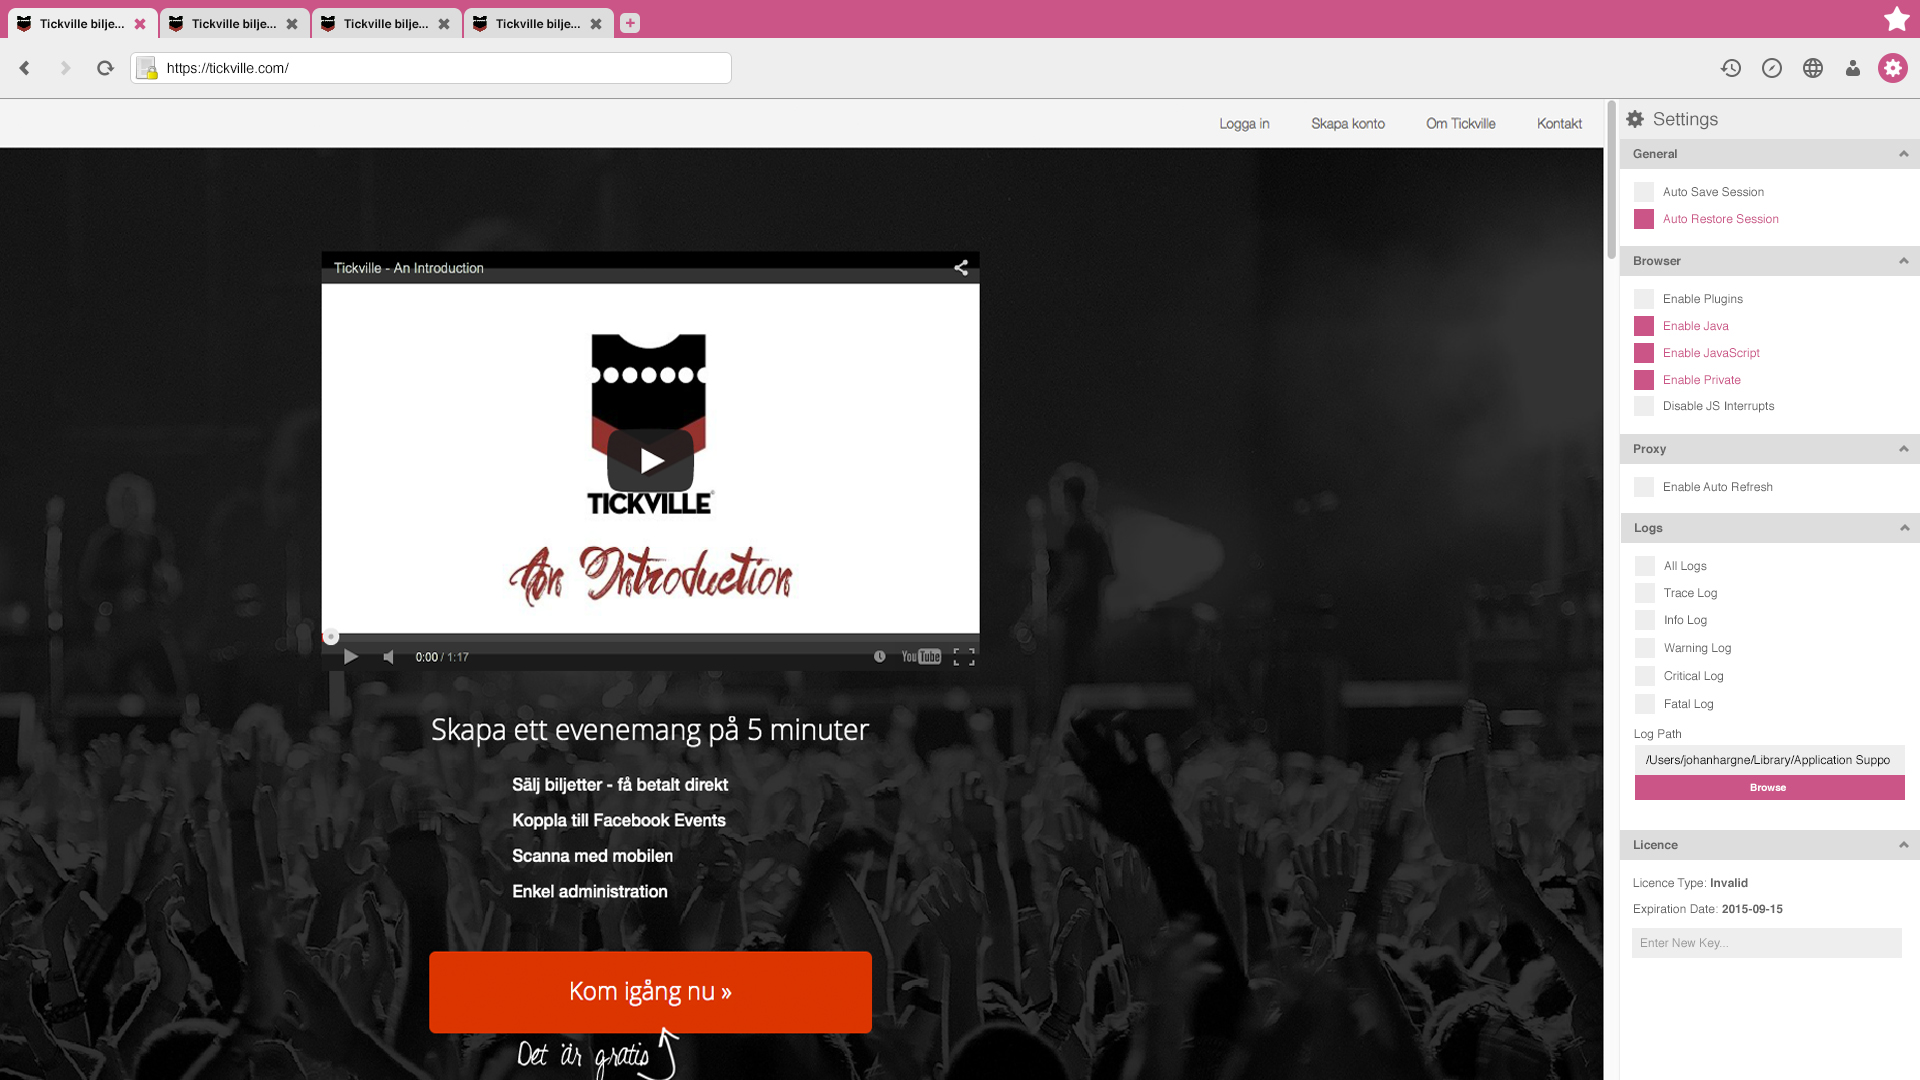 Tickville bilje...
Tickville bilje...
Tickville bilje...
Tickville bilje...
https://tickville.com/
Logga in
Skapa konto
Om Tickville
Kontakt
Tickville - An Introduction
TICKVILLE
An Introduction
0:00 / 1:17
YouTube
Skapa ett evenemang på 5 minuter
Sälj biljetter - få betalt direkt
Koppla till Facebook Events
Scanna med mobilen
Enkel administration
Kom igång nu »
Det är gratis
Settings
General
Auto Save Session
Auto Restore Session
Browser
Enable Plugins
Enable Java
Enable JavaScript
Enable Private
Disable JS Interrupts
Proxy
Enable Auto Refresh
Logs
All Logs
Trace Log
Info Log
Warning Log
Critical Log
Fatal Log
Log Path
/Users/johanhargne/Library/Application Suppo
Browse
Licence
Licence Type: Invalid
Expiration Date: 2015-09-15
Enter New Key...